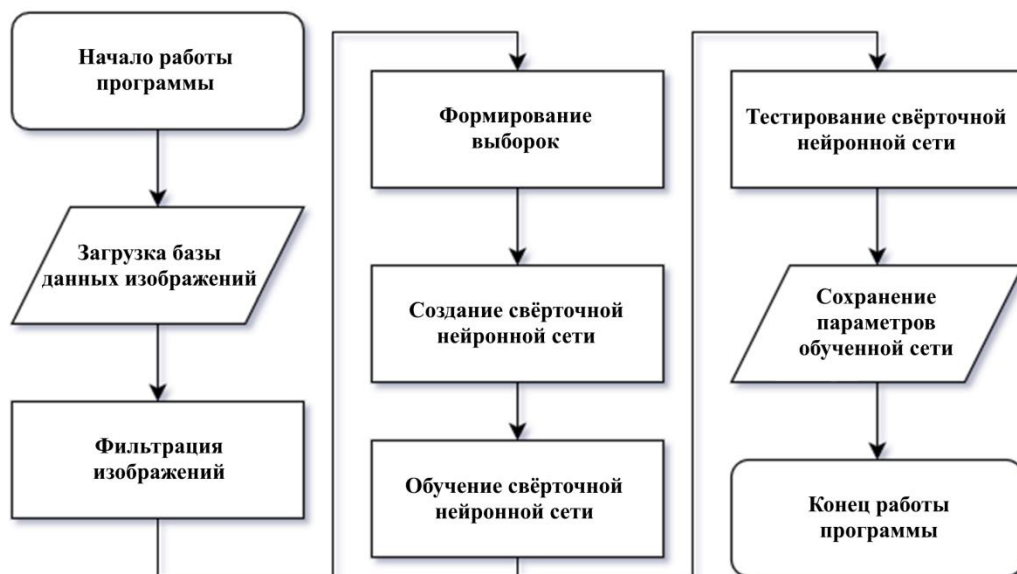 Начало работы
программы
Загрузка базы
данных изображений
Фильтрация
изображений
Формирование
выборок
Создание свёрточной
нейронной сети
Обучение свёрточной
нейронной сети
Тестирование свёрточной
нейронной сети
Сохранение
параметров
обученной сети
Конец работы
программы